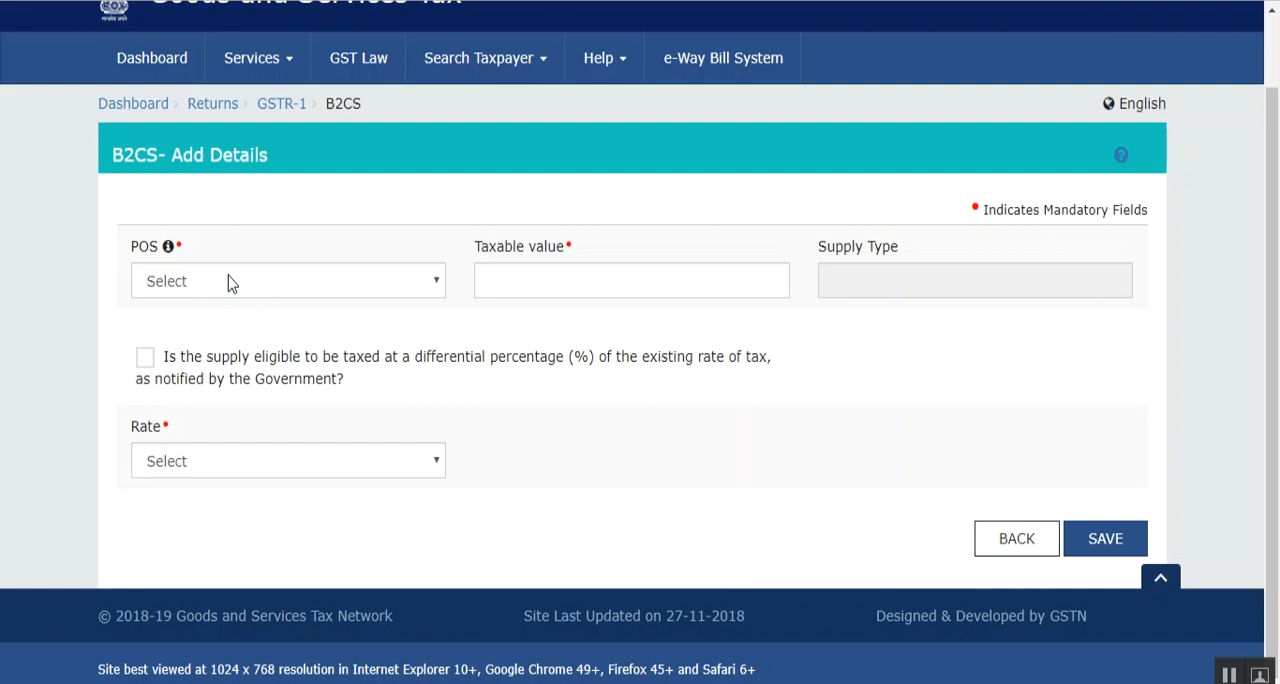 Goods and Services Tax
Dashboard Services GST Law Search Taxpayer Help e-Way Bill System
Dashboard Returns GSTR-1 B2CS English
B2CS- Add Details ?
• Indicates Mandatory Fields
POS • Taxable value• Supply Type
Select
Is the supply eligible to be taxed at a differential percentage (%) of the existing rate of tax,
as notified by the Government?
Rate•
Select
BACK SAVE
© 2018-19 Goods and Services Tax Network Site Last Updated on 27-11-2018 Designed & Developed by GSTN
Site best viewed at 1024 x 768 resolution in Internet Explorer 10+, Google Chrome 49+, Firefox 45+ and Safari 6+